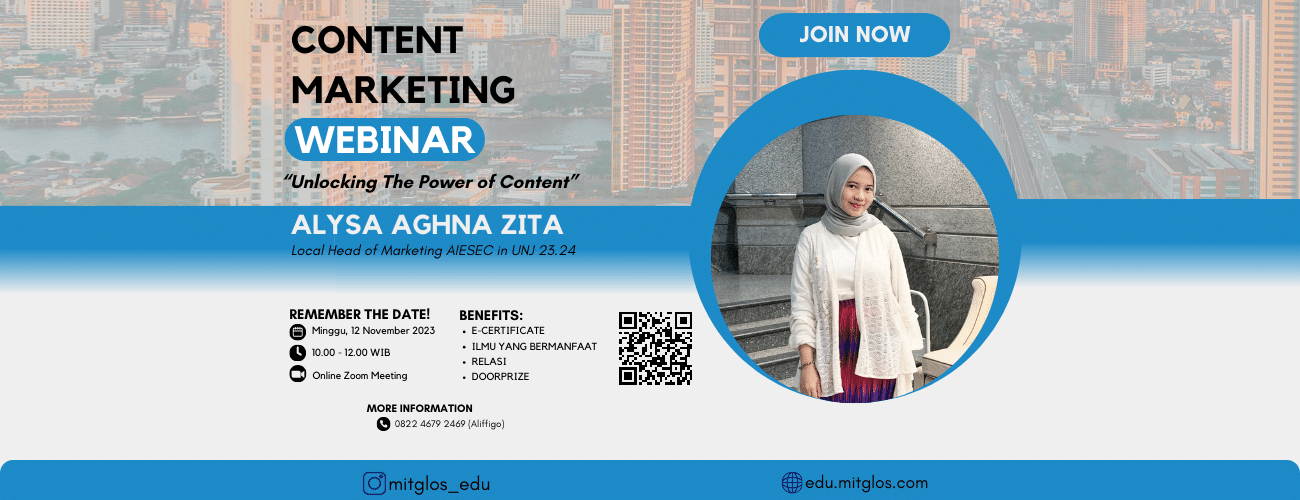 CONTENT
MARKETING
WEBINAR
“Unlocking The Power of Content”
ALYSA AGHNA ZITA
Local Head of Marketing AIESEC in UNJ 23.24
REMEMBER THE DATE!
Minggu, 12 November 2023
10.00 - 12.00 WIB
Online Zoom Meeting
BENEFITS:
• E-CERTIFICATE
• ILMU YANG BERMANFAAT
• RELASI
• DOORPRIZE
MORE INFORMATION
0822 4679 2469 (Aliffigo)
JOIN NOW
mitglos_edu
edu.mitglos.com